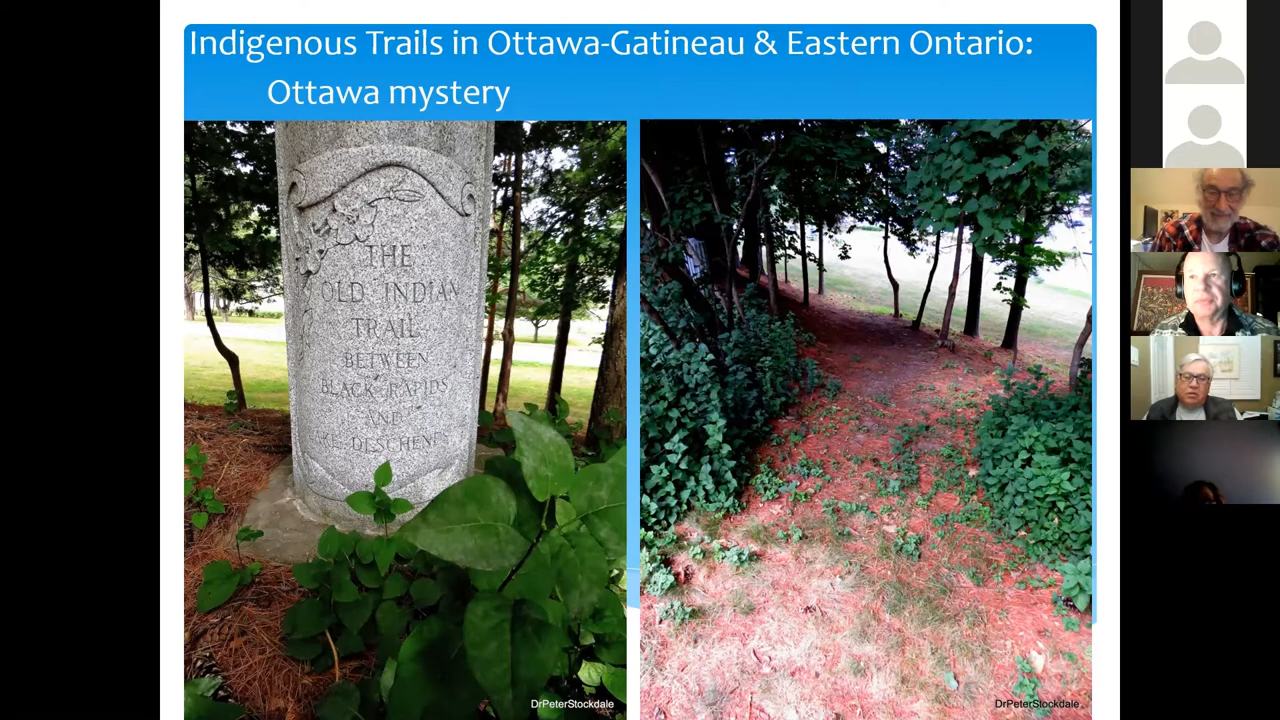 Indigenous Trails in Ottawa-Gatineau & Eastern Ontario:
Ottawa mystery
THE
OLD INDIAN
TRAIL
BETWEEN
BLACK RAPIDS
AND
LAKE DESCHENES
DrPeterStockdale
DrPeterStockdale